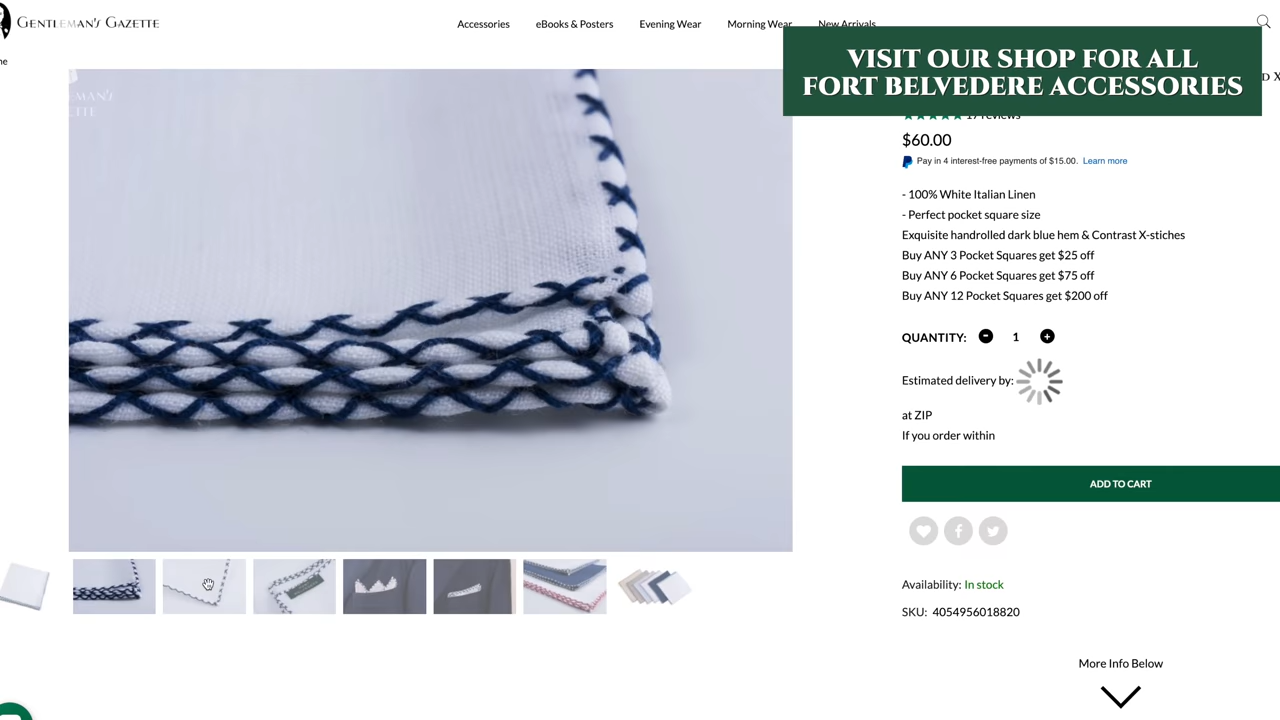 GENTLEMAN'S GAZETTE
Accessories
eBooks & Posters
Evening Wear
Morning Wear
New Arrivals
VISIT OUR SHOP FOR ALL
FORT BELVEDERE ACCESSORIES
17 reviews
$60.00
Pay in 4 interest-free payments of $15.00. Learn more
- 100% White Italian Linen
- Perfect pocket square size
Exquisite handrolled dark blue hem & Contrast X-stiches
Buy ANY 3 Pocket Squares get $25 off
Buy ANY 6 Pocket Squares get $75 off
Buy ANY 12 Pocket Squares get $200 off
QUANTITY: - 1 +
Estimated delivery by:
at ZIP
If you order within
ADD TO CART
Availability: In stock
SKU: 4054956018820
More Info Below